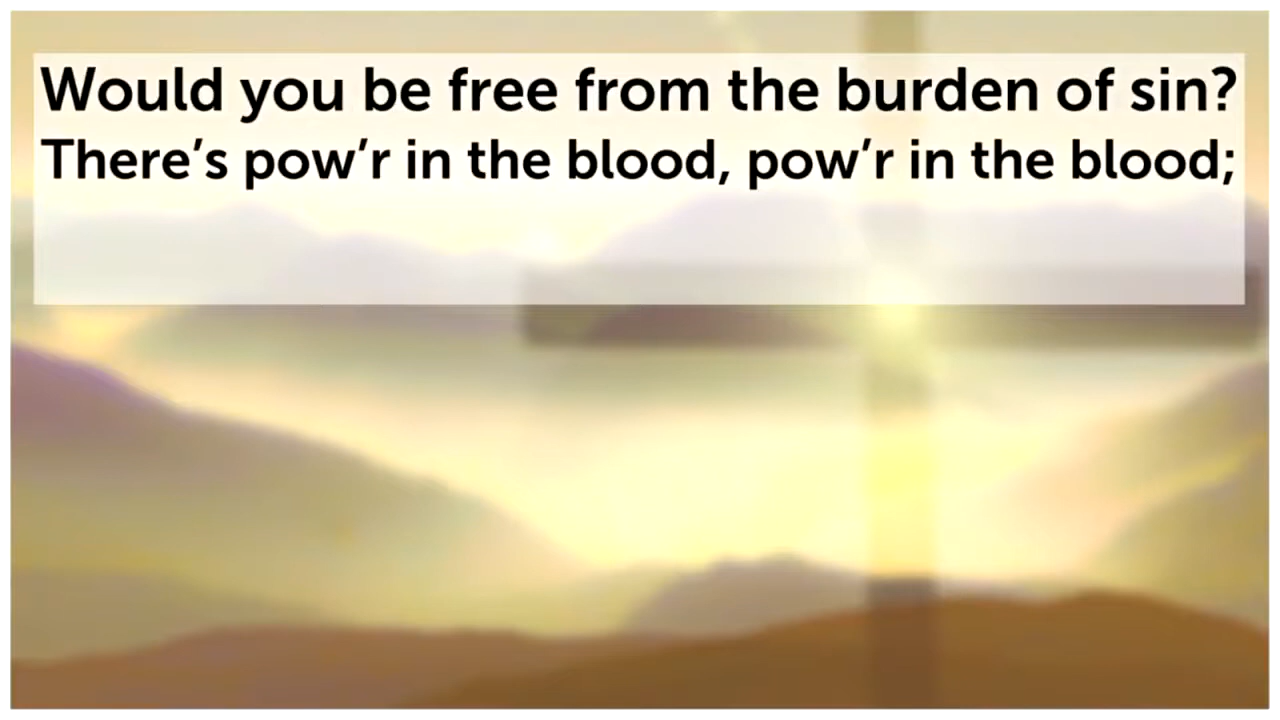 Would you be free from the burden of sin?
There’s pow’r in the blood, pow’r in the blood;